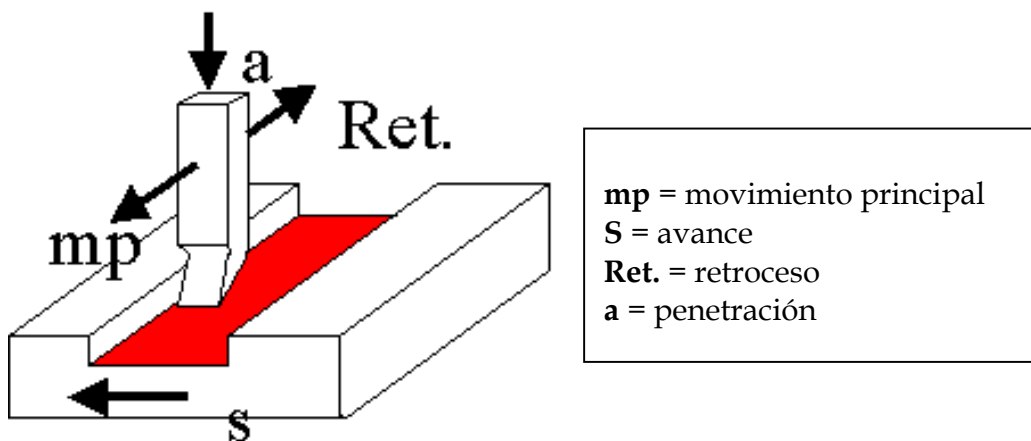 a
Ret.
mp
s
mp = movimiento principal
S = avance
Ret. = retroceso
a = penetración